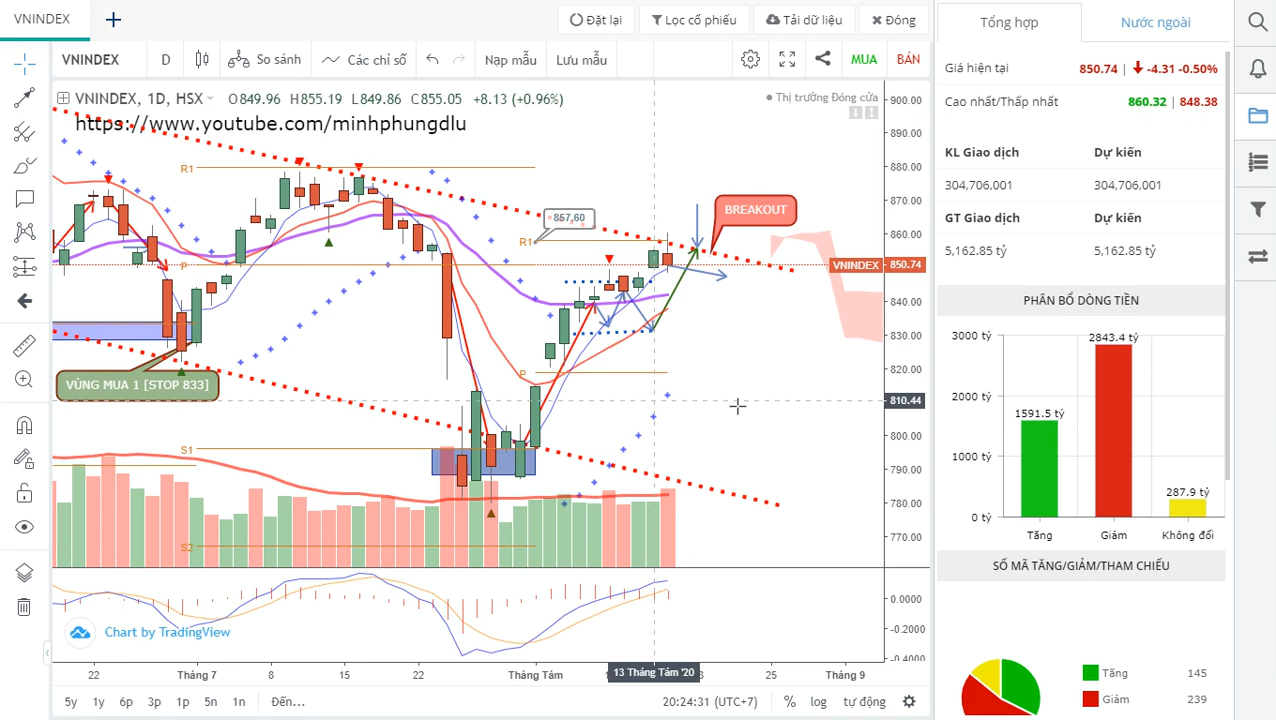 VNINDEX
Đặt lại
Lọc cổ phiếu
Tải dữ liệu
Đóng
Tổng hợp
Nước ngoài
VNINDEX
D
So sánh
Các chỉ số
Nạp mẫu
Lưu mẫu
MUA
BÁN
Giá hiện tại
850.74 | -4.31 -0.50%
VNINDEX, 1D, HSX
O849.96 H855.19 L849.86 C855.05 +8.13 (+0.96%)
Thị trường Đóng cửa
Cao nhất/Thấp nhất
860.32 | 848.38
https://www.youtube.com/minhphungdlu
KL Giao dịch
Dự kiến
304,706,001
304,706,001
GT Giao dịch
Dự kiến
5,162.85 tỷ
5,162.85 tỷ
900.00
890.00
880.00
870.00
860.00
VNINDEX
850.74
840.00
830.00
820.00
810.44
800.00
790.00
780.00
770.00
R1
P
S1
S2
R1
P
857.60
BREAKOUT
VÙNG MUA 1 [STOP 833]
PHÂN BỔ DÒNG TIỀN
3000 tỷ
2000 tỷ
1000 tỷ
0 tỷ
1591.5 tỷ
2843.4 tỷ
287.9 tỷ
Tăng
Giảm
Không đổi
SỐ MÃ TĂNG/GIẢM/THAM CHIẾU
Tăng
145
Giảm
239
0.0000
-0.2000
-0.4000
Chart by TradingView
22
Tháng 7
8
15
22
Tháng Tám
13 Tháng Tám '20
25
Tháng 9
5y
1y
6p
3p
1p
5n
1n
Đến...
20:24:31 (UTC+7)
%
log
tự động